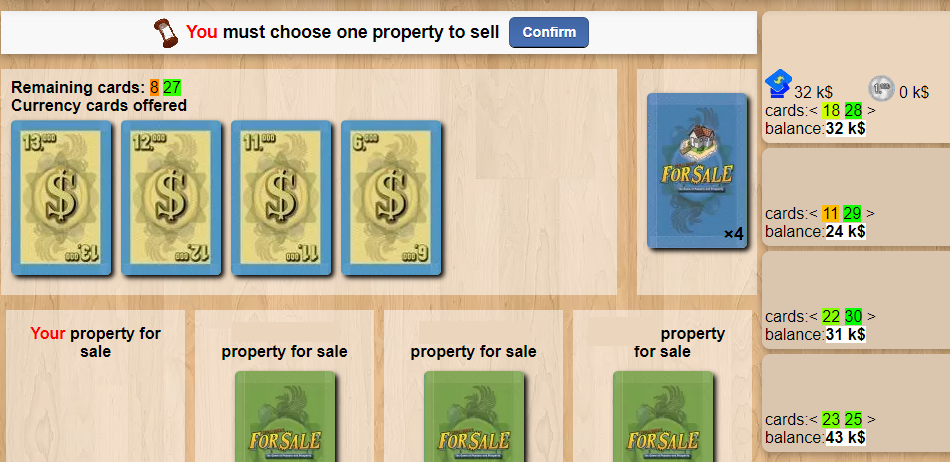 You must choose one property to sell
Confirm
Remaining cards: 8 27
Currency cards offered
13.000
12.000
11.000
6.000
$
$
$
$
13.000
12.000
11.000
6.000
FOR SALE
×4
32 k$
0 k$
cards:< 18 28 >
balance:32 k$
cards:< 11 29 >
balance:24 k$
cards:< 22 30 >
balance:31 k$
cards:< 23 25 >
balance:43 k$
Your property for
sale
property for sale
property for sale
property
for sale
FOR SALE
FOR SALE
FOR SALE